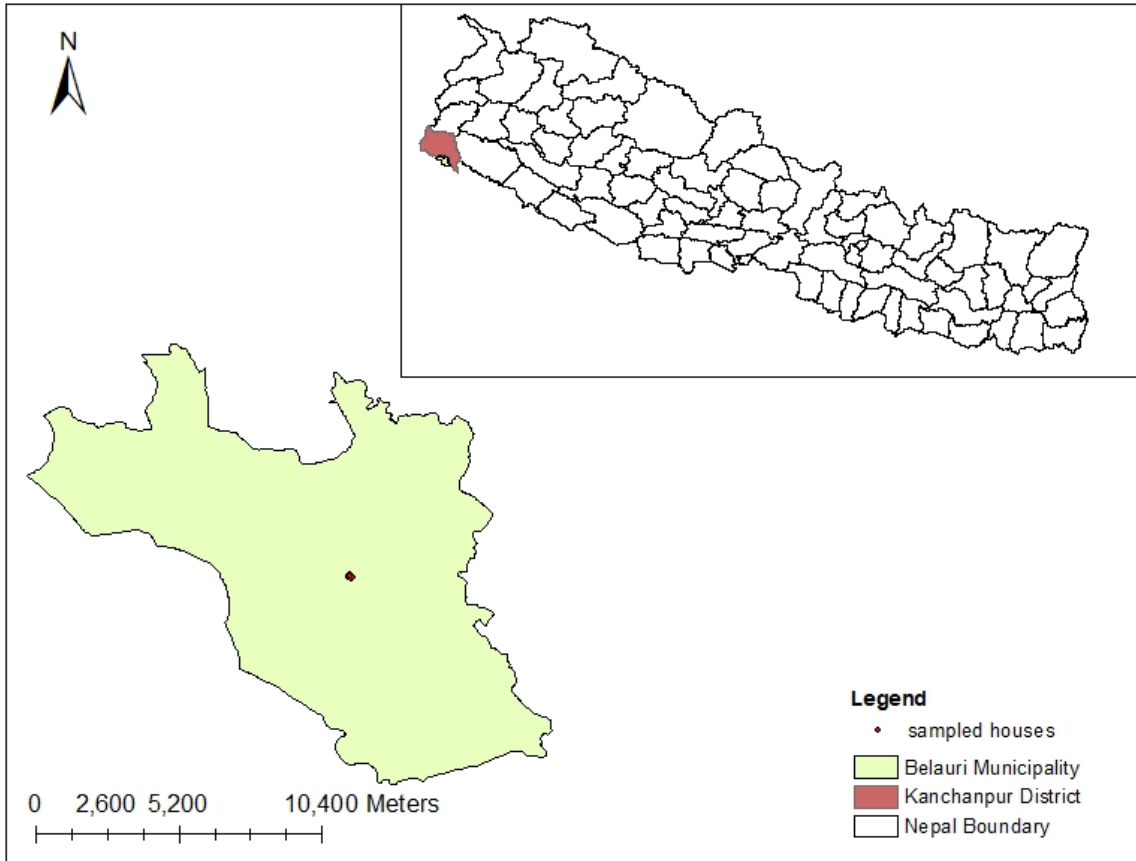 N
0 2,600 5,200 10,400 Meters
Legend
sampled houses
Belauri Municipality
Kanchanpur District
Nepal Boundary